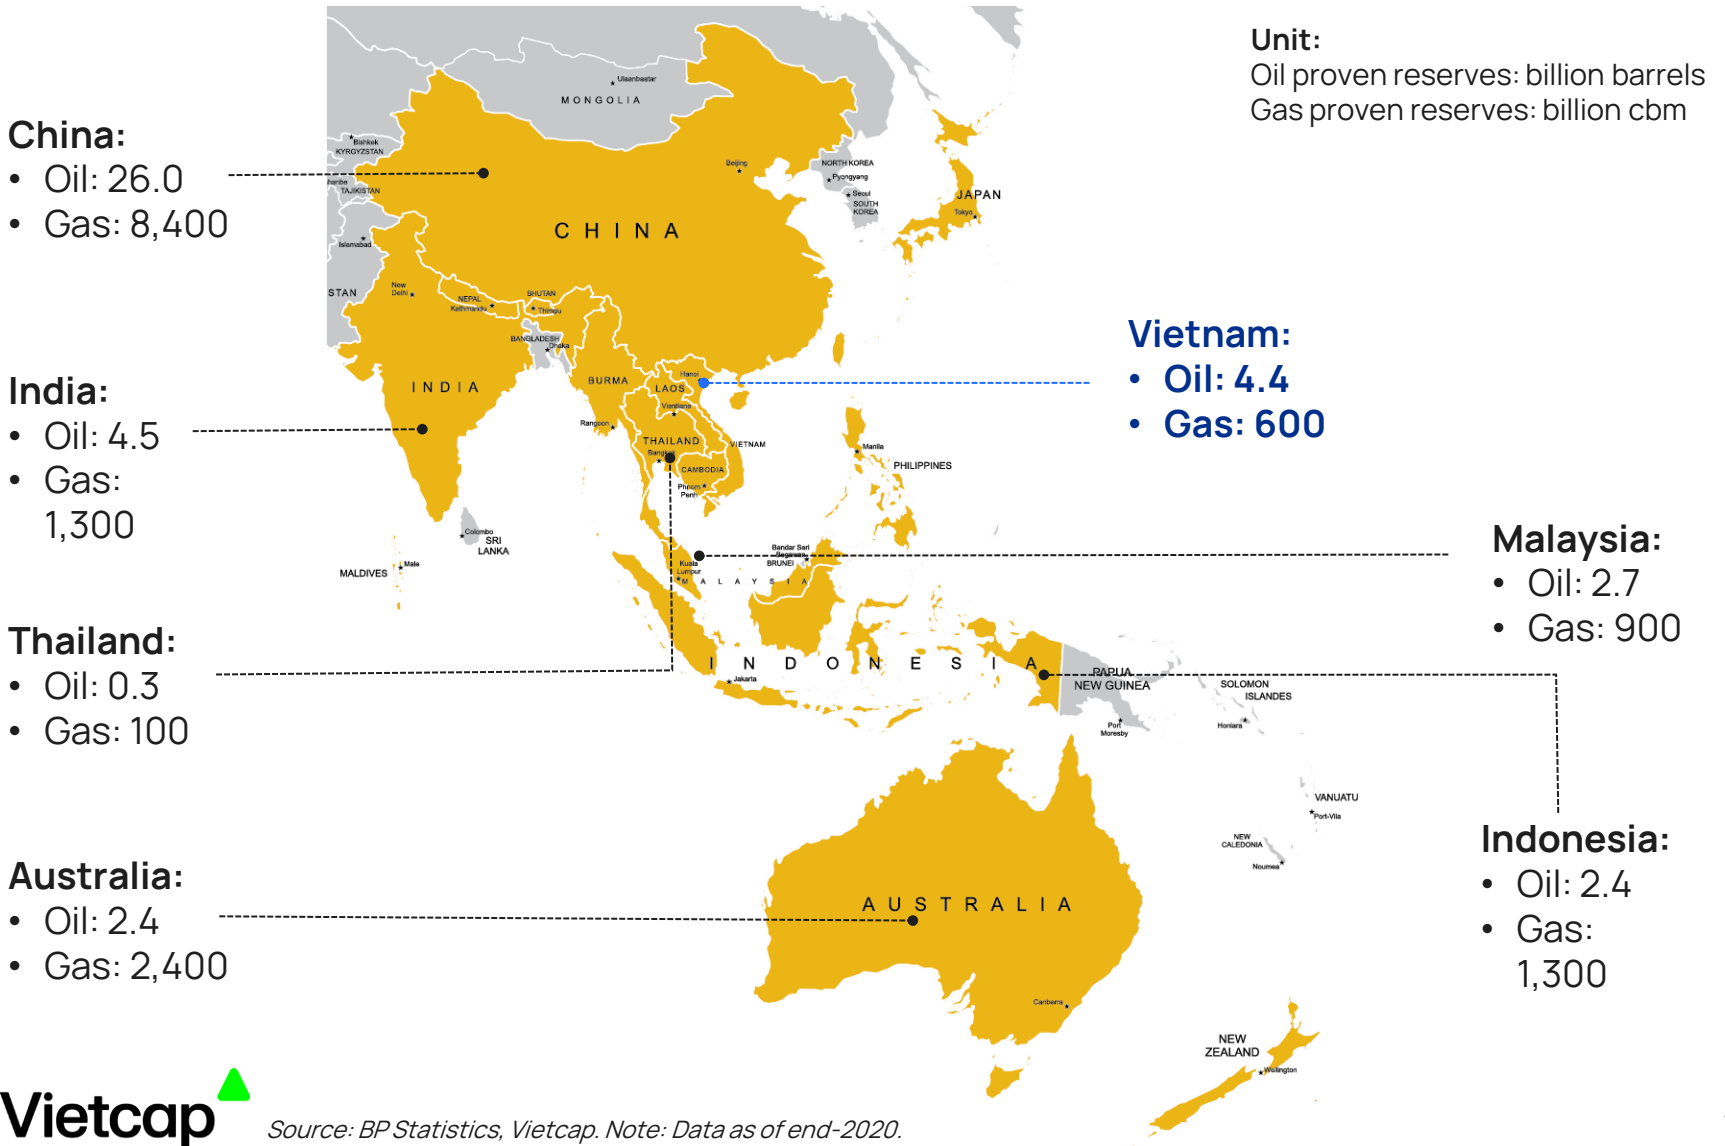 Unit:
Oil proven reserves: billion barrels
Gas proven reserves: billion cbm
China:
• Oil: 26.0
• Gas: 8,400
India:
• Oil: 4.5
• Gas:
1,300
Thailand:
• Oil: 0.3
• Gas: 100
Australia:
• Oil: 2.4
• Gas: 2,400
Vietnam:
• Oil: 4.4
• Gas: 600
Malaysia:
• Oil: 2.7
• Gas: 900
Indonesia:
• Oil: 2.4
• Gas:
1,300
Ulaanbaatar
MONGOLIA
Bishkek
KYRGYZSTAN
TAJIKISTAN
Islamabad
STAN
Beijing
NORTH KOREA
Pyongyang
Seoul
SOUTH
KOREA
JAPAN
Tokyo
CHINA
New
Delhi
NEPAL
Kathmandu
BHUTAN
Thimpu
BANGLADESH
Dhaka
INDIA
BURMA
Rangoon
Hanoi
LAOS
Vientiane
THAILAND
Bangkok
VIETNAM
CAMBODIA
Phnom
Penh
Manila
PHILIPPINES
Colombo
SRI
LANKA
Male
MALDIVES
Bandar Seri
Begawan
BRUNEI
Kuala
Lumpur
MALAYSIA
INDONESIA
Jakarta
PAPUA
NEW GUINEA
Port
Moresby
SOLOMON
ISLANDES
Honiara
VANUATU
Port-Vila
NEW
CALEDONIA
Noumea
AUSTRALIA
Canberra
NEW
ZEALAND
Wellington
Vietcap
Source: BP Statistics, Vietcap. Note: Data as of end-2020.